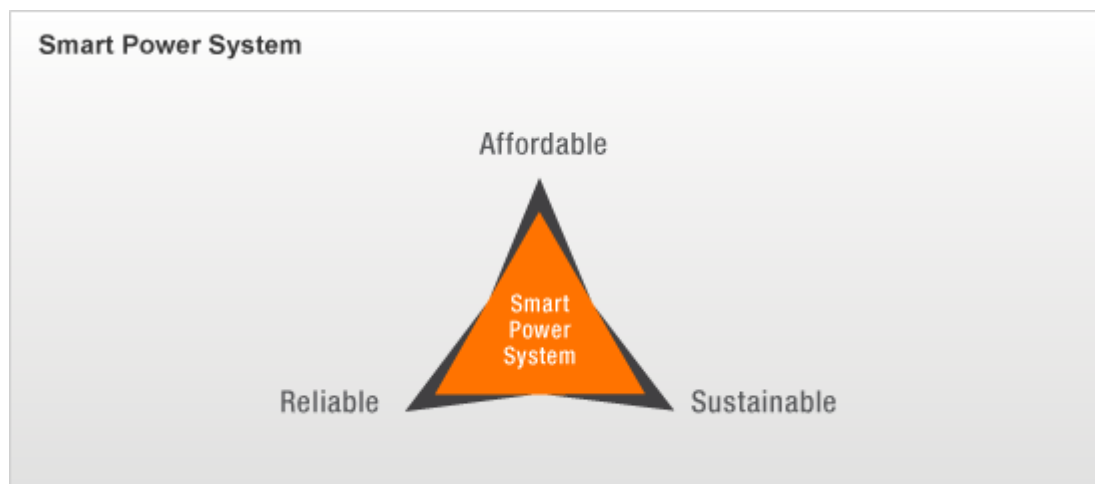 Smart Power System
Affordable
Smart
Power
System
Reliable
Sustainable